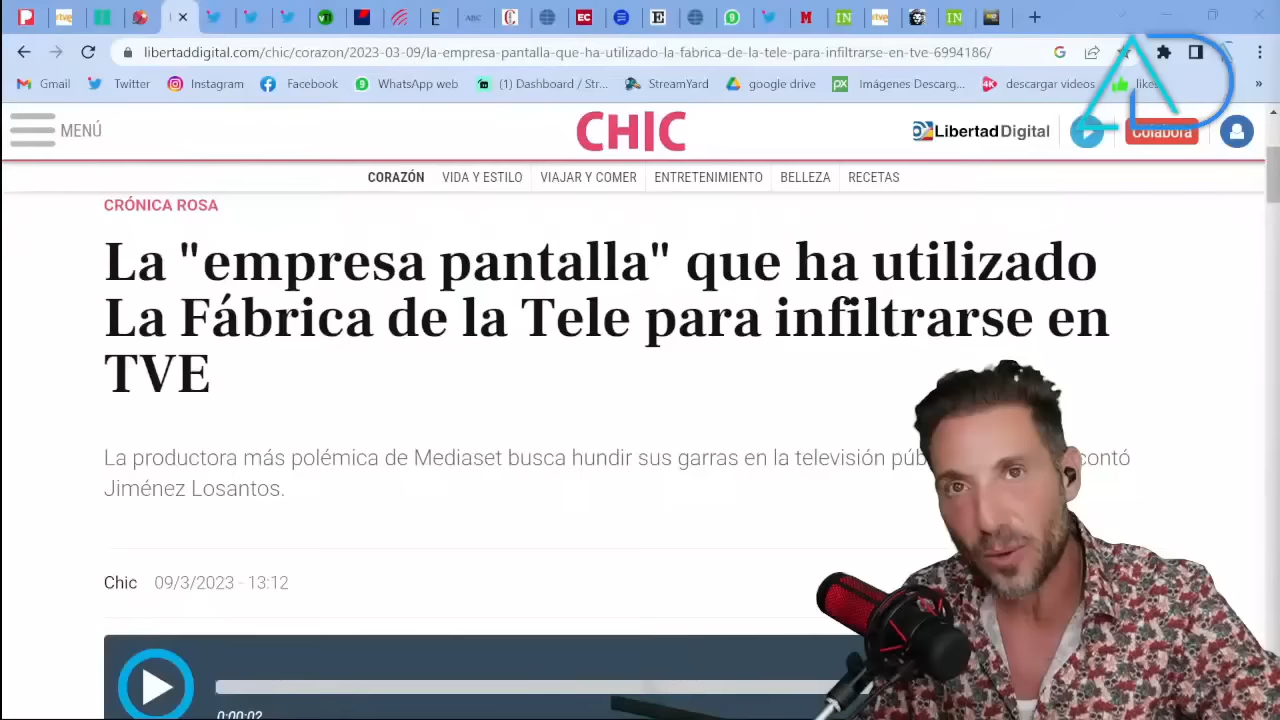 libertaddigital.com/chic/corazon/2023-03-09/la-empresa-pantalla-que-ha-utilizado-la-fabrica-de-la-tele-para-infiltrarse-en-tve-6994186/
Gmail Twitter Instagram Facebook WhatsApp web (1) Dashboard / Str... StreamYard google drive Imágenes Descarg... descargar videos like
MENÚ CHIC Libertad Digital Colabora
CORAZÓN VIDA Y ESTILO VIAJAR Y COMER ENTRETENIMIENTO BELLEZA RECETAS
CRÓNICA ROSA
La "empresa pantalla" que ha utilizado
La Fábrica de la Tele para infiltrarse en
TVE
La productora más polémica de Mediaset busca hundir sus garras en la televisión púb contó
Jiménez Losantos.
Chic 09/3/2023 - 13:12
0:00:02